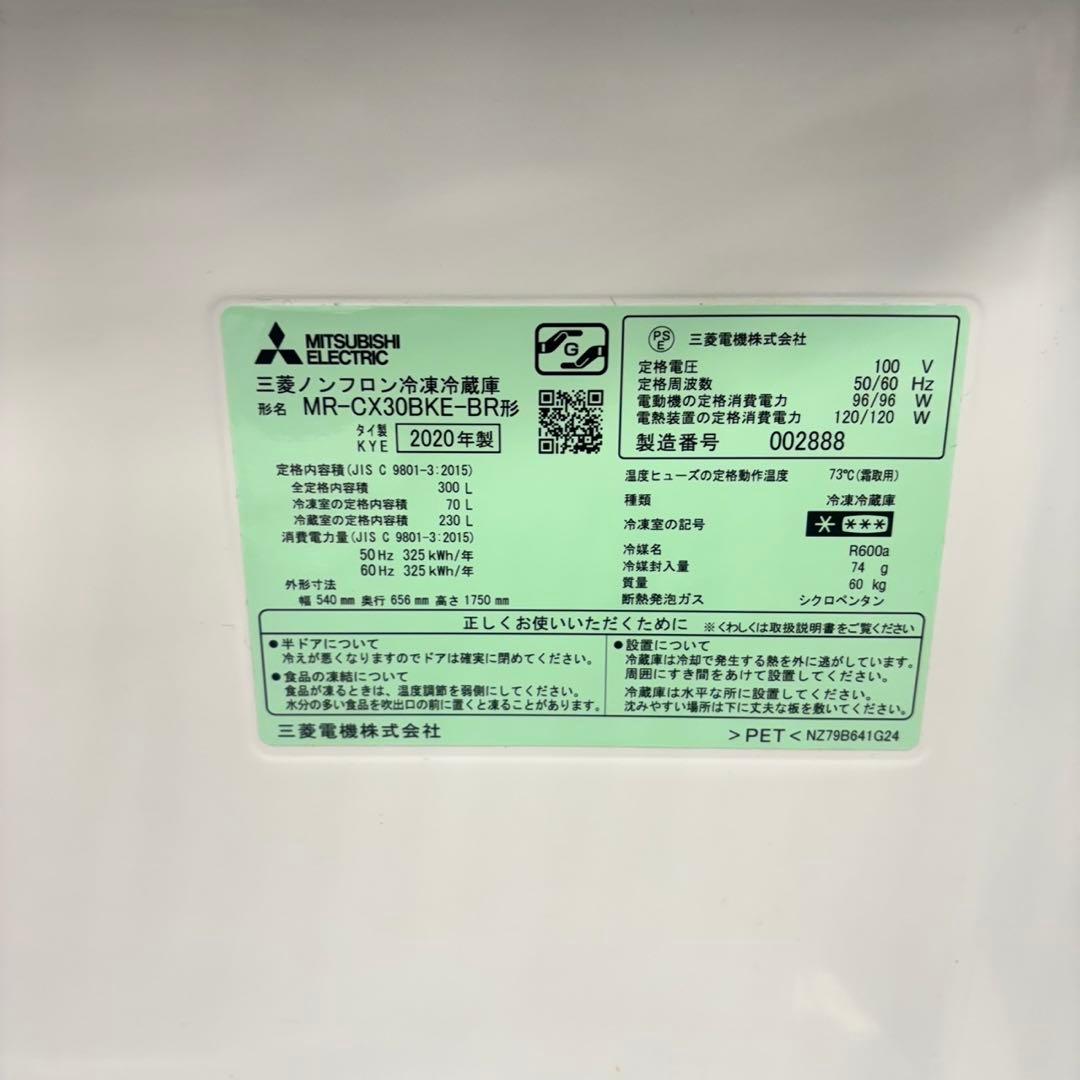 MITSUBISHI
ELECTRIC
G
三菱ノンフロン冷凍冷蔵庫
形名 MR-CX30BKE-BR形
タイ製
KYE 2020年製
定格内容積(JIS C 9801-3:2015)
全定格内容積 300 L
冷凍室の定格内容積 70 L
冷蔵室の定格内容積 230 L
消費電力量(JIS C 9801-3:2015)
50Hz 325kWh/年
60Hz 325kWh/年
外形寸法
幅 540mm 奥行 656mm 高さ 1750mm
PSE 三菱電機株式会社
定格電圧 100 V
定格周波数 50/60 Hz
電動機の定格消費電力 96/96 W
電熱装置の定格消費電力 120/120 W
製造番号 002888
温度ヒューズの定格動作温度 73℃(霜取用)
種類 冷凍冷蔵庫
冷凍室の記号 * ***
冷媒名 R600a
冷媒封入量 74 g
質量 60 kg
断熱発泡ガス シクロペンタン
正しくお使いいただくために ※くわしくは取扱説明書をご覧ください
●半ドアについて
冷えが悪くなりますのでドアは確実に閉めてください。
●食品の凍結について
食品が凍るときは、温度調節を弱側にしてください。
水分の多い食品を吹出口の前に置くと凍ることがあります。
●設置について
冷蔵庫は冷却で発生する熱を外に逃がしています。
周囲にすき間をあけて設置してください。
冷蔵庫は水平な所に設置してください。
沈みやすい場所は下に丈夫な板を敷いてください。
三菱電機株式会社
>PET< NZ79B641G24